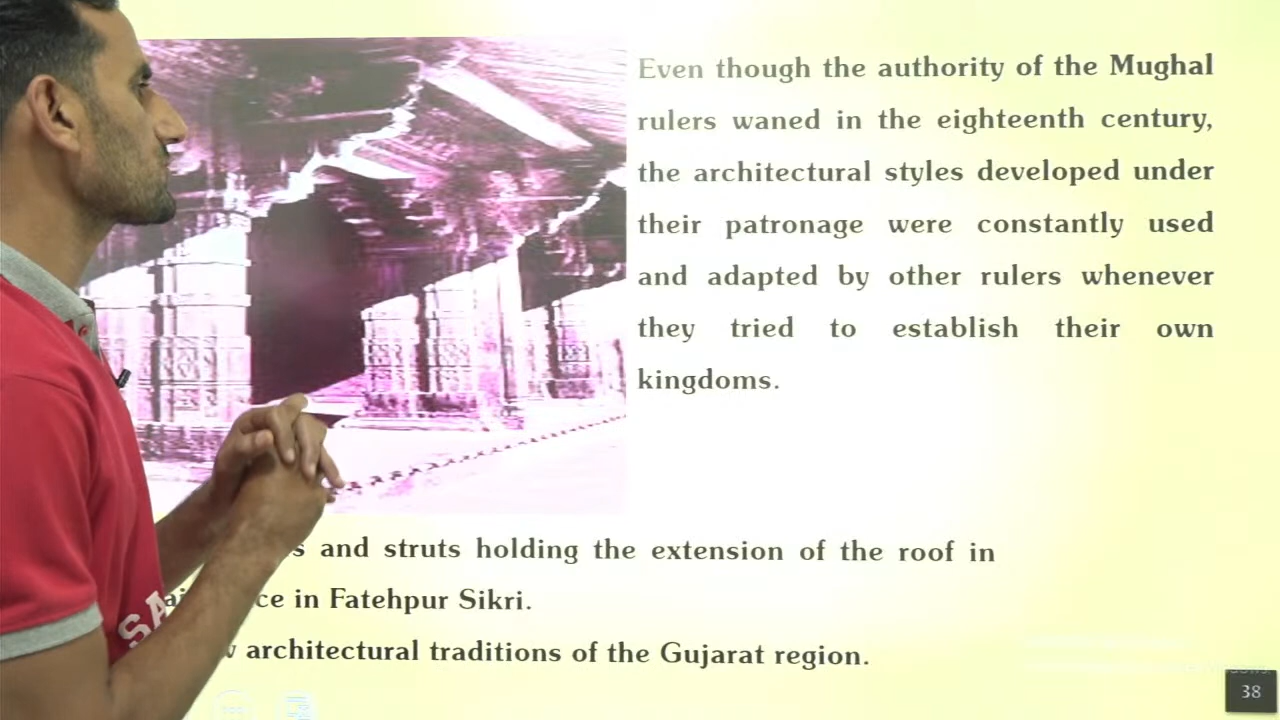 Even though the authority of the Mughal
rulers waned in the eighteenth century,
the architectural styles developed under
their patronage were constantly used
and adapted by other rulers whenever
they tried to establish their own
kingdoms.
and struts holding the extension of the roof in
in Fatehpur Sikri.
architectural traditions of the Gujarat region.
SA
38